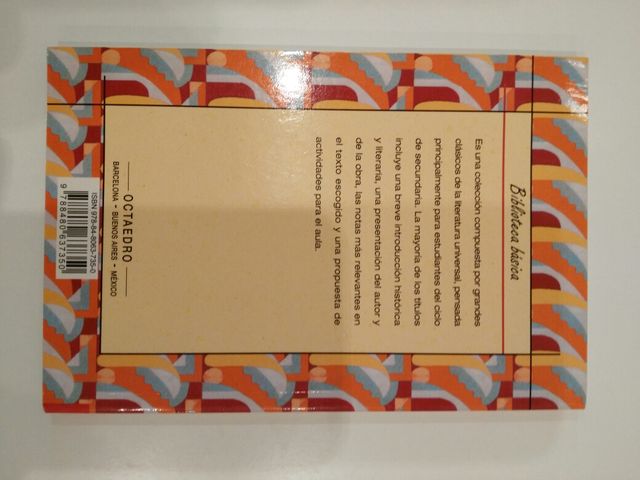 Biblioteca básica
Es una colección compuesta por grandes
clásicos de la literatura universal, pensada
principalmente para estudiantes del ciclo
de secundaria. La mayoría de los títulos
incluye una breve introducción histórica
y literaria, una presentación del autor y
de la obra, las notas más relevantes en
el texto escogido y una propuesta de
actividades para el aula.
OCTAEDRO
BARCELONA - BUENOS AIRES - MÉXICO
ISBN 978-84-8063-735-0
9 788480 637350